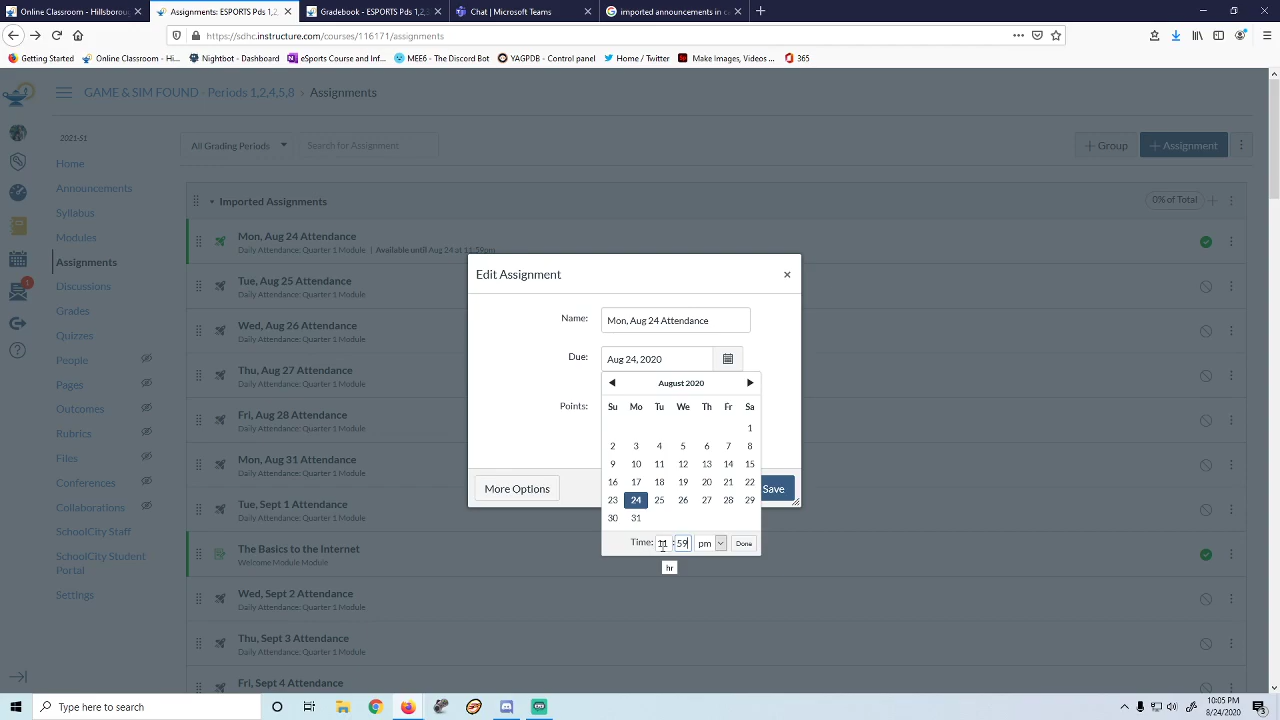 Online Classroom - Hillsborou
Assignments: ESPORTS Pds 1,2
Gradebook - ESPORTS Pds 1,2,3
Chat | Microsoft Teams
imported announcements in ca
https://sdhc.instructure.com/courses/116171/assignments
Getting Started
Online Classroom - Hi...
Nightbot - Dashboard
eSports Course and Inf...
MEE6 - The Discord Bot
YAGPDB - Control panel
Home / Twitter
Make Images, Videos ...
365
GAME & SIM FOUND - Periods 1,2,4,5,8 › Assignments
2021-S1
All Grading Periods
Search for Assignment
+ Group
+ Assignment
Home
Announcements
Syllabus
Modules
Assignments
Discussions
Grades
Quizzes
People
Pages
Outcomes
Rubrics
Files
Conferences
Collaborations
SchoolCity Staff
SchoolCity Student
Portal
Settings
1
Imported Assignments
0% of Total
Mon, Aug 24 Attendance
Daily Attendance: Quarter 1 Module | Available until Aug 24 at 11:59pm
Tue, Aug 25 Attendance
Daily Attendance: Quarter 1 Module
Wed, Aug 26 Attendance
Daily Attendance: Quarter 1 Module
Thu, Aug 27 Attendance
Daily Attendance: Quarter 1 Module
Fri, Aug 28 Attendance
Daily Attendance: Quarter 1 Module
Mon, Aug 31 Attendance
Daily Attendance: Quarter 1 Module
Tue, Sept 1 Attendance
Daily Attendance: Quarter 1 Module
The Basics to the Internet
Welcome Module Module
Wed, Sept 2 Attendance
Daily Attendance: Quarter 1 Module
Thu, Sept 3 Attendance
Daily Attendance: Quarter 1 Module
Fri, Sept 4 Attendance
Edit Assignment
Name: Mon, Aug 24 Attendance
Due: Aug 24, 2020
Points:
August 2020
Su Mo Tu We Th Fr Sa
1
2 3 4 5 6 7 8
9 10 11 12 13 14 15
16 17 18 19 20 21 22
23 24 25 26 27 28 29
30 31
Time: 11 : 59 pm Done
hr
More Options
Save
Type here to search
10:05 PM
8/24/2020
3